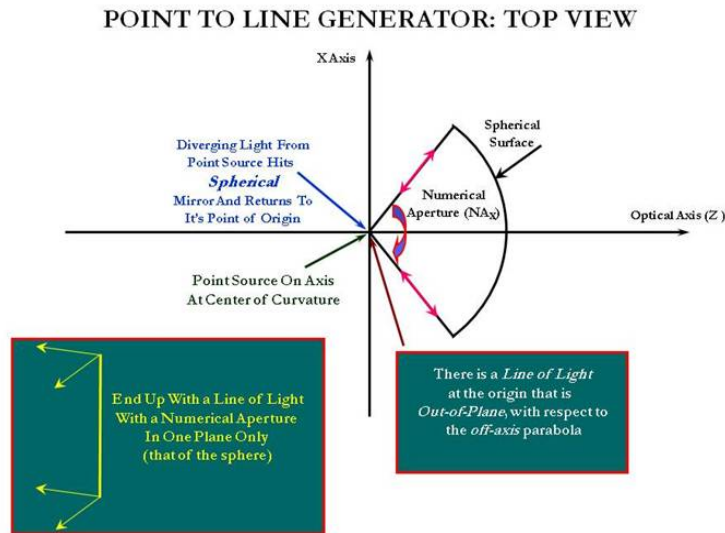 POINT TO LINE GENERATOR: TOP VIEW
X Axis
Diverging Light From
Point Source Hits
Spherical
Mirror And Returns To
It's Point of Origin
Spherical
Surface
Numerical
Aperture (NAX)
Optical Axis (Z)
Point Source On Axis
At Center of Curvature
End Up With a Line of Light
With a Numerical Aperture
In One Plane Only
(that of the sphere)
There is a Line of Light
at the origin that is
Out-of-Plane, with respect to
the off-axis parabola